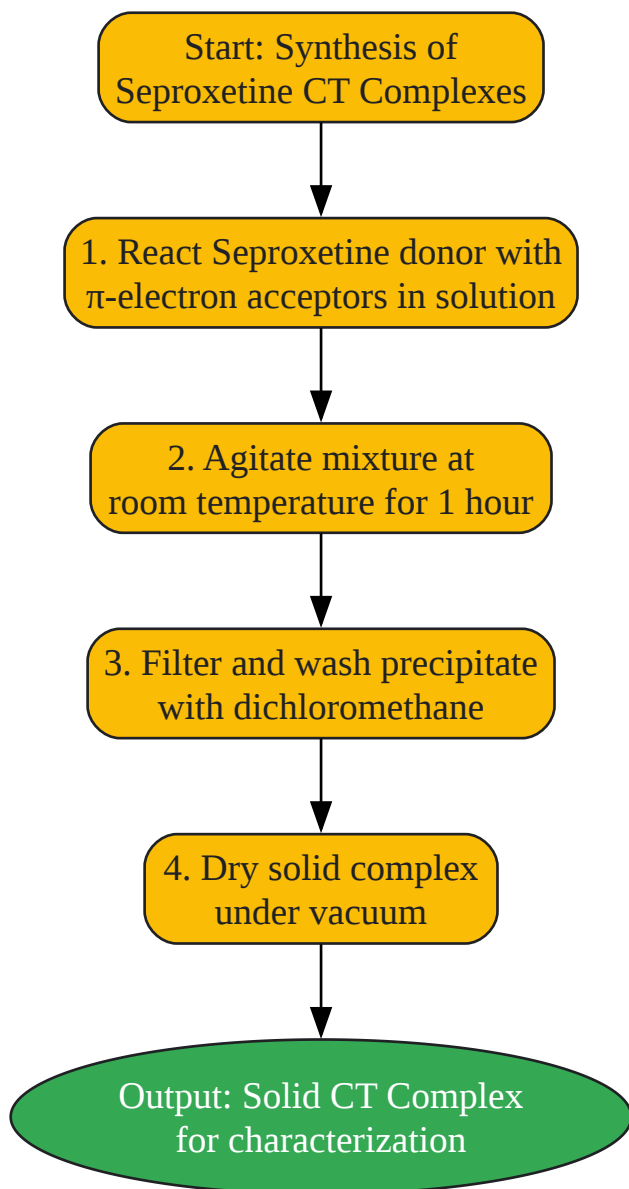 Start: Synthesis of
Seproxetine CT Complexes
1. React Seproxetine donor with
π-electron acceptors in solution
2. Agitate mixture at
room temperature for 1 hour
3. Filter and wash precipitate
with dichloromethane
4. Dry solid complex
under vacuum
Output: Solid CT Complex
for characterization